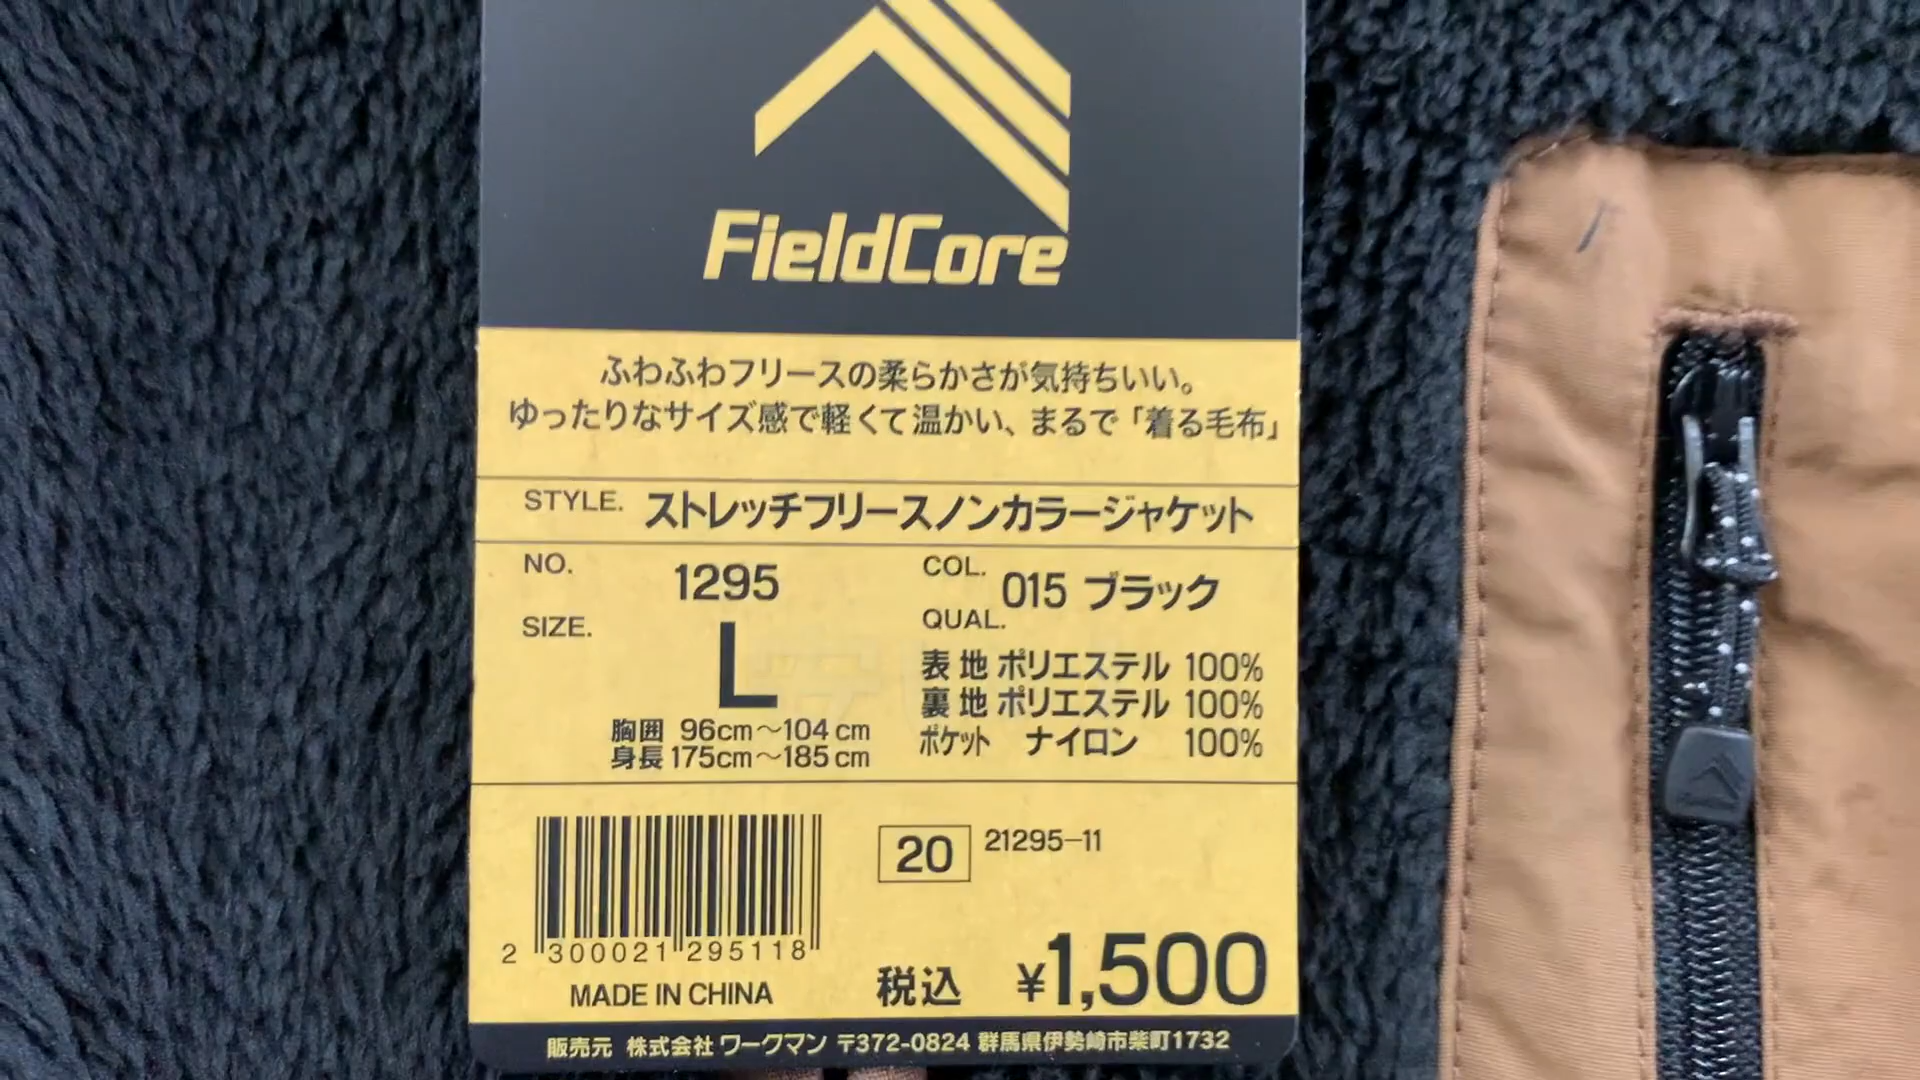 FieldCore
ふわふわフリースの柔らかさが気持ちいい。
ゆったりなサイズ感で軽くて温かい、まるで「着る毛布」
STYLE. ストレッチフリースノンカラージャケット
NO. 1295
COL. 015 ブラック
SIZE. L
胸囲 96cm〜104cm
身長 175cm〜185cm
QUAL.
表地 ポリエステル 100%
裏地 ポリエステル 100%
ポケット ナイロン 100%
2 300021 295118
MADE IN CHINA
20 21295-11
税込 ¥1,500
販売元 株式会社 ワークマン 〒372-0824 群馬県伊勢崎市柴町1732